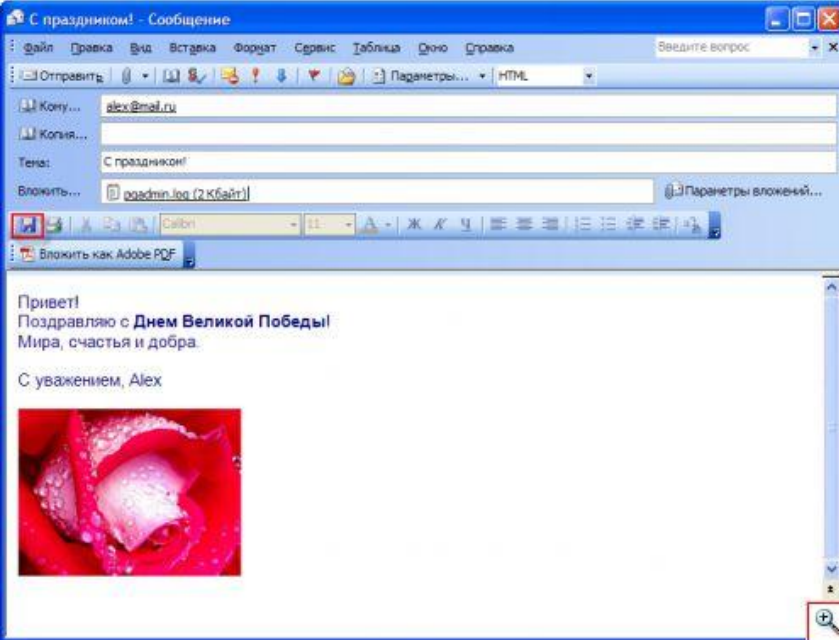 С праздником! - Сообщение
Файл Правка Вид Вставка Формат Сервис Таблица Окно Справка Введите вопрос
Отправить Параметры... HTML
Кому... alex@mail.ru
Копия...
Тема: С праздником!
Вложить... pgadmin.log (2 Кбайт) Параметры вложений...
Calibri 11 A Ж К Ч
Вложить как Adobe PDF
Привет!
Поздравляю с Днем Великой Победы!
Мира, счастья и добра.
С уважением, Alex